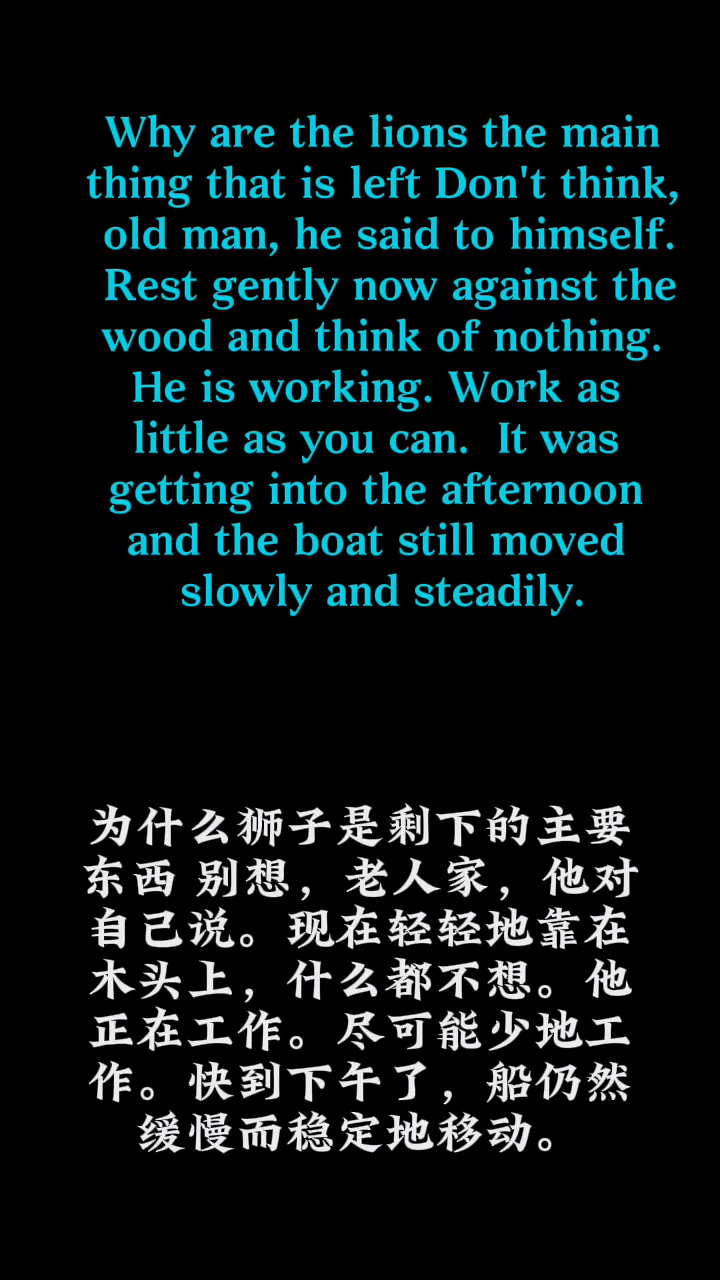 Why are the lions the main
thing that is left Don't think,
old man, he said to himself.
Rest gently now against the
wood and think of nothing.
He is working. Work as
little as you can.  It was
getting into the afternoon
and the boat still moved
slowly and steadily.
为什么狮子是剩下的主要
东西 别想，老人家，他对
自己说。现在轻轻地靠在
木头上，什么都不想。他
正在工作。尽可能少地工
作。快到下午了，船仍然
缓慢而稳定地移动。